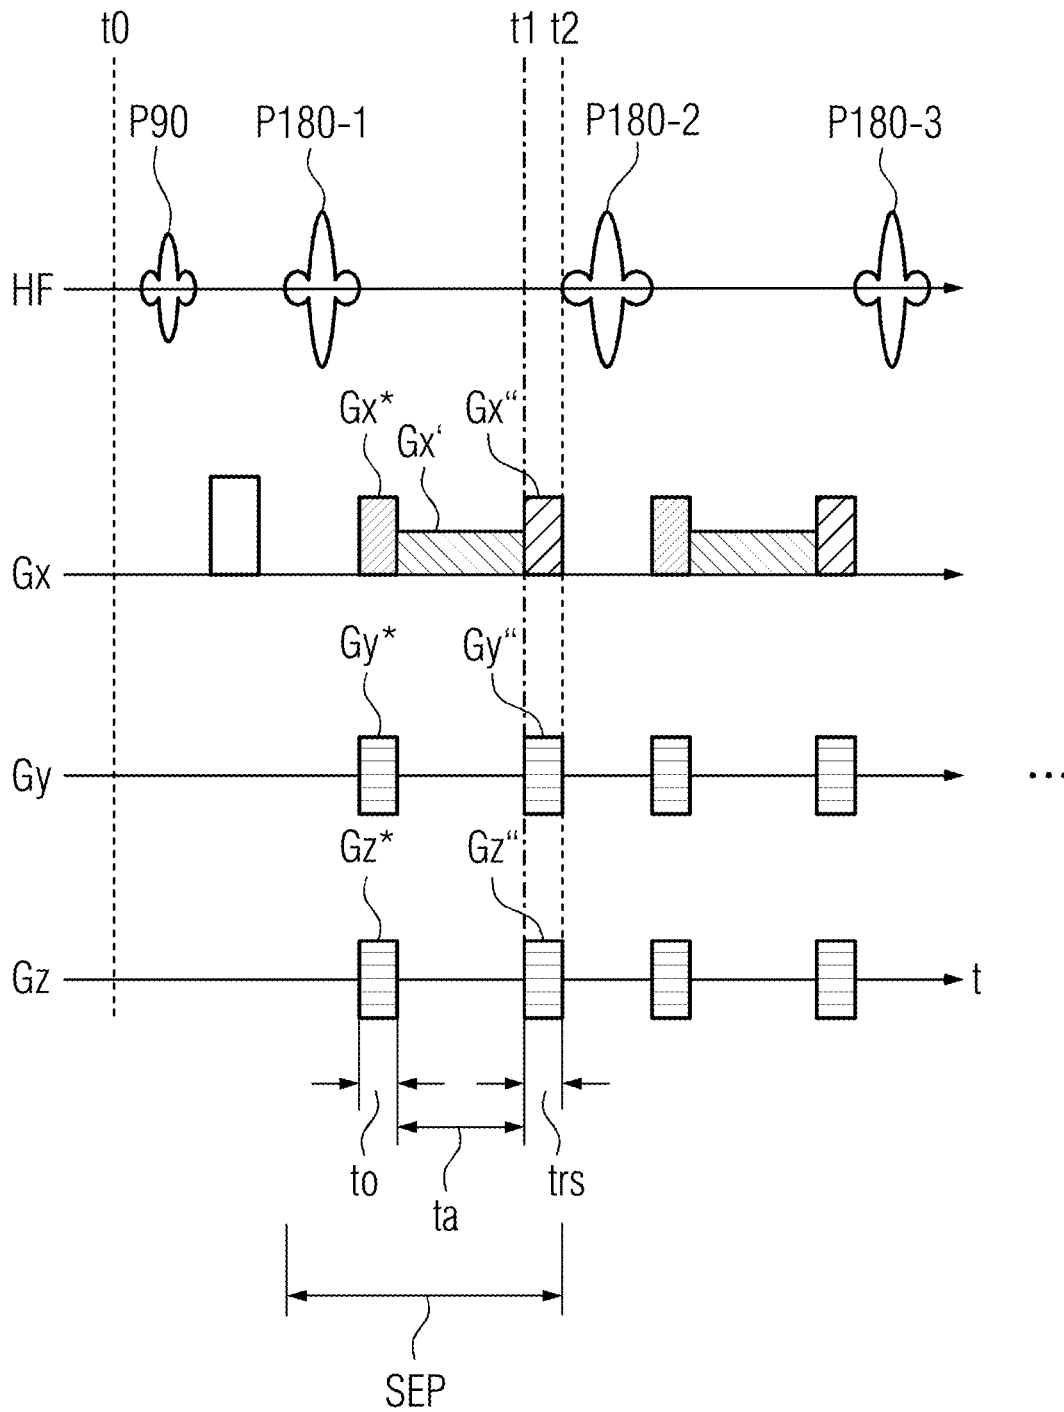 t0 t1 t2
P90 P180-1 P180-2 P180-3
HF
Gx* Gx“
Gx‘
Gx
Gy* Gy“
Gy ...
Gz* Gz“
Gz t
to trs
ta
SEP